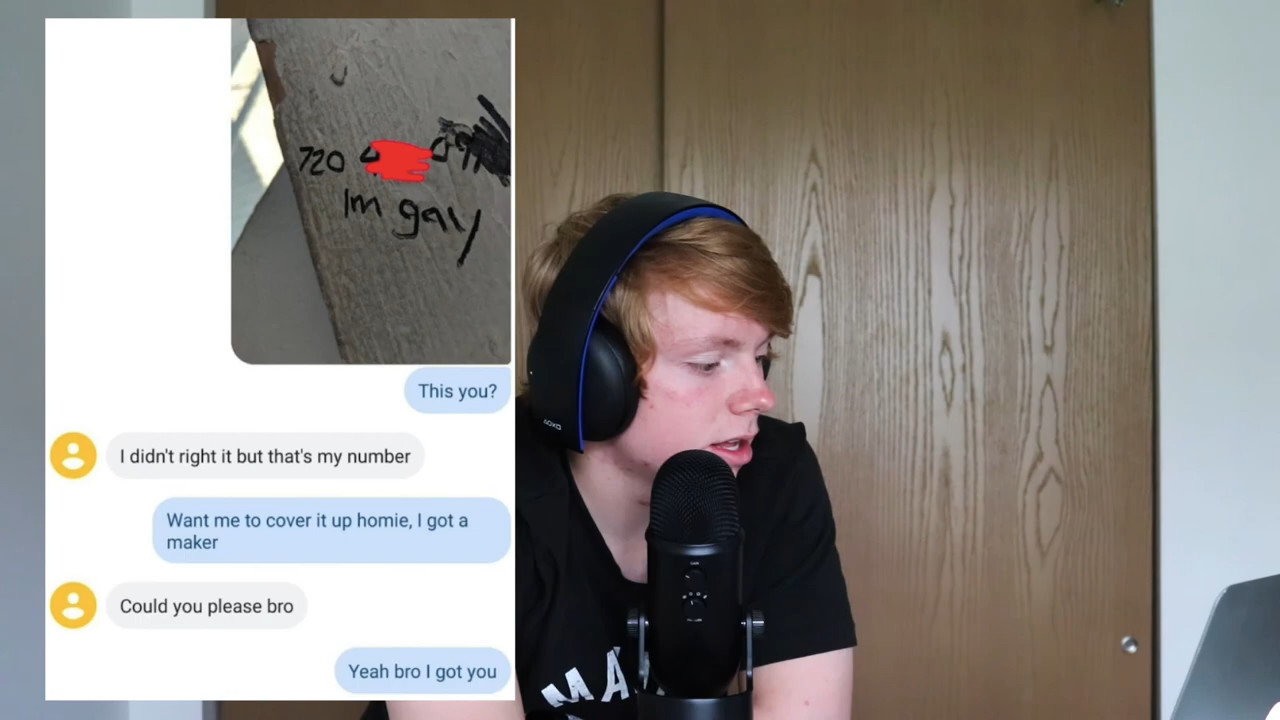 720
Im gay
This you?
I didn't right it but that's my number
Want me to cover it up homie, I got a
maker
Could you please bro
Yeah bro I got you
MA